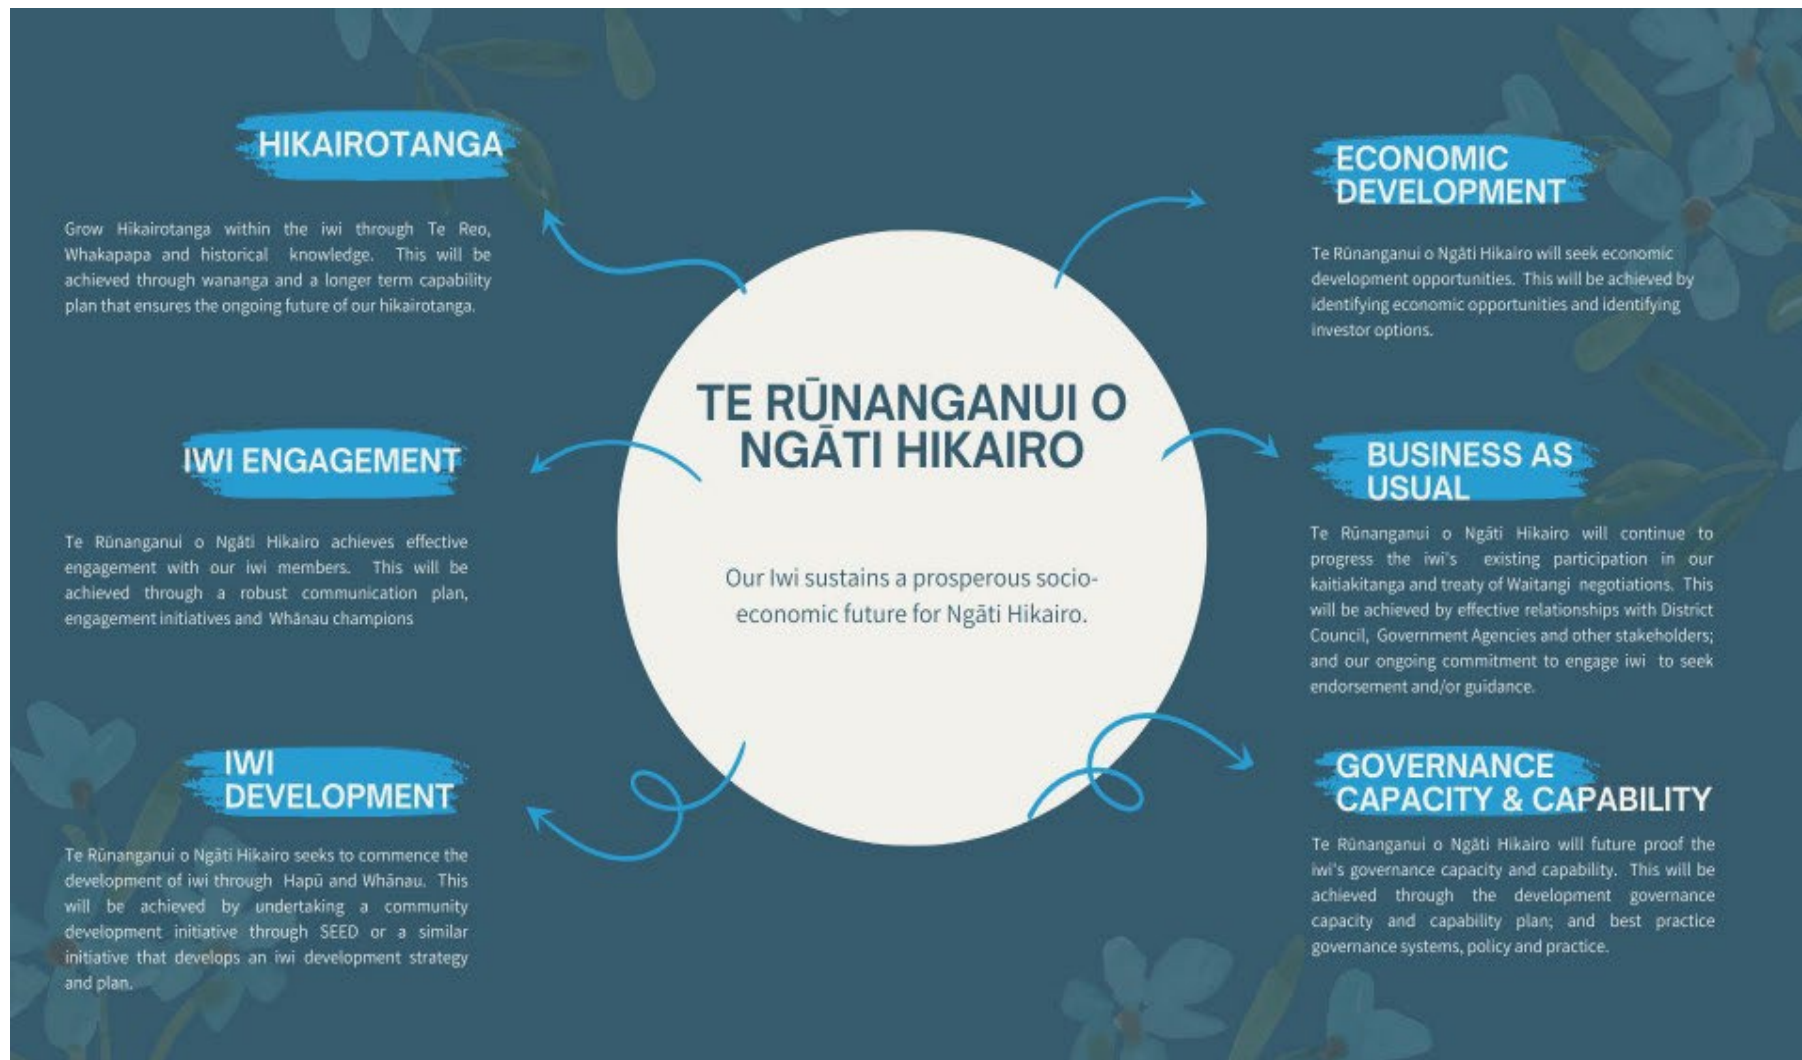 HIKAIROTANGA
Grow Hikairotanga within the iwi through Te Reo,
Whakapapa and historical knowledge. This will be
achieved through wananga and a longer term capability
plan that ensures the ongoing future of our hikairotanga.
IWI ENGAGEMENT
Te Rūnanganui o Ngāti Hikairo achieves effective
engagement with our iwi members. This will be
achieved through a robust communication plan,
engagement initiatives and Whānau champions
IWI
DEVELOPMENT
Te Rūnanganui o Ngāti Hikairo seeks to commence the
development of iwi through Hapū and Whānau. This
will be achieved by undertaking a community
development initiative through SEED or a similar
initiative that develops an iwi development strategy
and plan.
TE RŪNANGANUI O
NGĀTI HIKAIRO
Our Iwi sustains a prosperous socio-
economic future for Ngāti Hikairo.
ECONOMIC
DEVELOPMENT
Te Rūnanganui o Ngāti Hikairo will seek economic
development opportunities. This will be achieved by
identifying economic opportunities and identifying
investor options.
BUSINESS AS
USUAL
Te Rūnanganui o Ngāti Hikairo will continue to
progress the iwi's existing participation in our
kaitiakitanga and treaty of Waitangi negotiations. This
will be achieved by effective relationships with District
Council, Government Agencies and other stakeholders;
and our ongoing commitment to engage iwi to seek
endorsement and/or guidance.
GOVERNANCE
CAPACITY & CAPABILITY
Te Rūnanganui o Ngāti Hikairo will future proof the
iwi's governance capacity and capability. This will be
achieved through the development governance
capacity and capability plan; and best practice
governance systems, policy and practice.